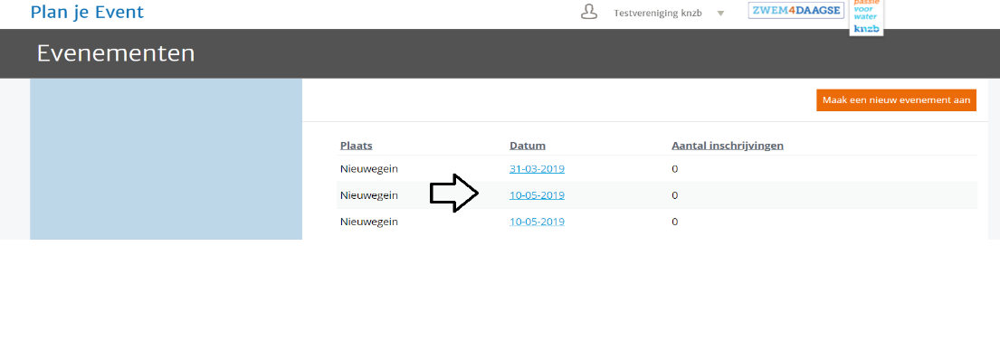 Plan je Event
Testvereniging knzb
ZWEM4DAAGSE
passie
voor
water
knzb
Evenementen
Maak een nieuw evenement aan
Plaats Datum Aantal inschrijvingen
Nieuwegein 31-03-2019 0
Nieuwegein 10-05-2019 0
Nieuwegein 10-05-2019 0